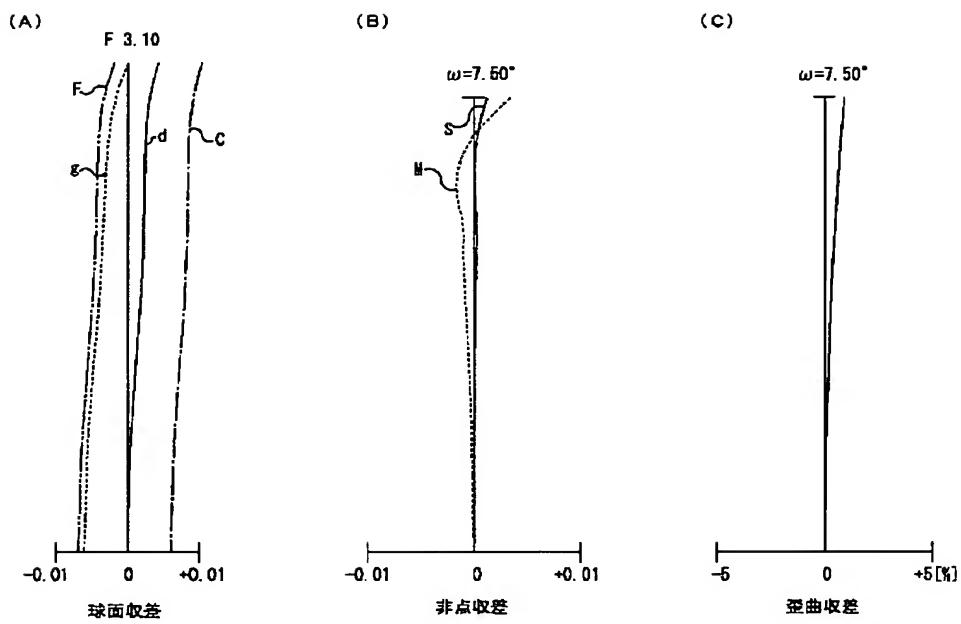 (A)
(B)
(C)
F 3.10
ω=7.60°
ω=7.50°
F
d
C
g
S
M
-0.01
0
+0.01
-0.01
0
+0.01
-5
0
+5[%]
球面収差
非点収差
歪曲収差